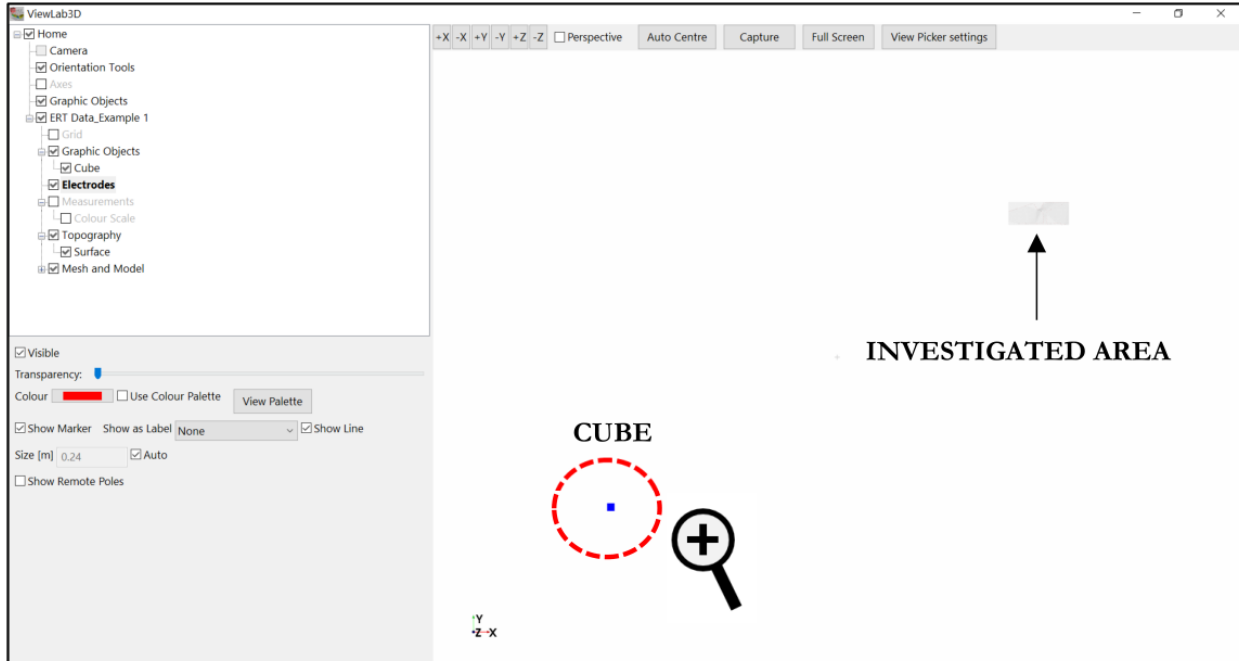 ViewLab3D
Home
Camera
Orientation Tools
Axes
Graphic Objects
ERT Data_Example 1
Grid
Graphic Objects
Cube
Electrodes
Measurements
Colour Scale
Topography
Surface
Mesh and Model
+X -X +Y -Y +Z -Z Perspective Auto Centre Capture Full Screen View Picker settings
INVESTIGATED AREA
CUBE
Visible
Transparency:
Colour Use Colour Palette View Palette
Show Marker Show as Label None Show Line
Size [m] 0.24 Auto
Show Remote Poles
Y
Z X